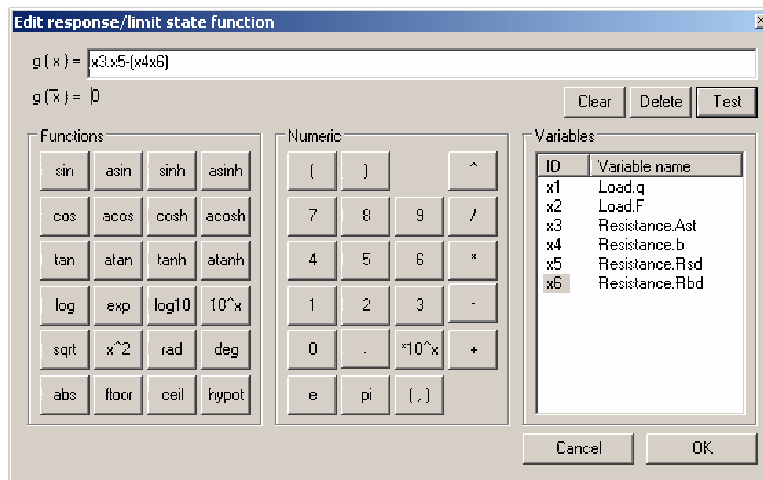 Edit response/limit state function
g ( x ) = x3.x5-(x4x6)
g ( x̅ ) = 0
Clear Delete Test
Functions Numeric Variables
sin asin sinh asinh ( ) ^ ID Variable name
x1 Load.q
cos acos cosh acosh 7 8 9 / x2 Load.F
x3 Resistance.Ast
tan atan tanh atanh 4 5 6 * x4 Resistance.b
x5 Resistance.Rsd
x6 Resistance.Rbd
log exp log10 10^x 1 2 3 -
sqrt x^2 rad deg 0 . *10^x +
abs floor ceil hypot e pi ( , )
Cancel OK